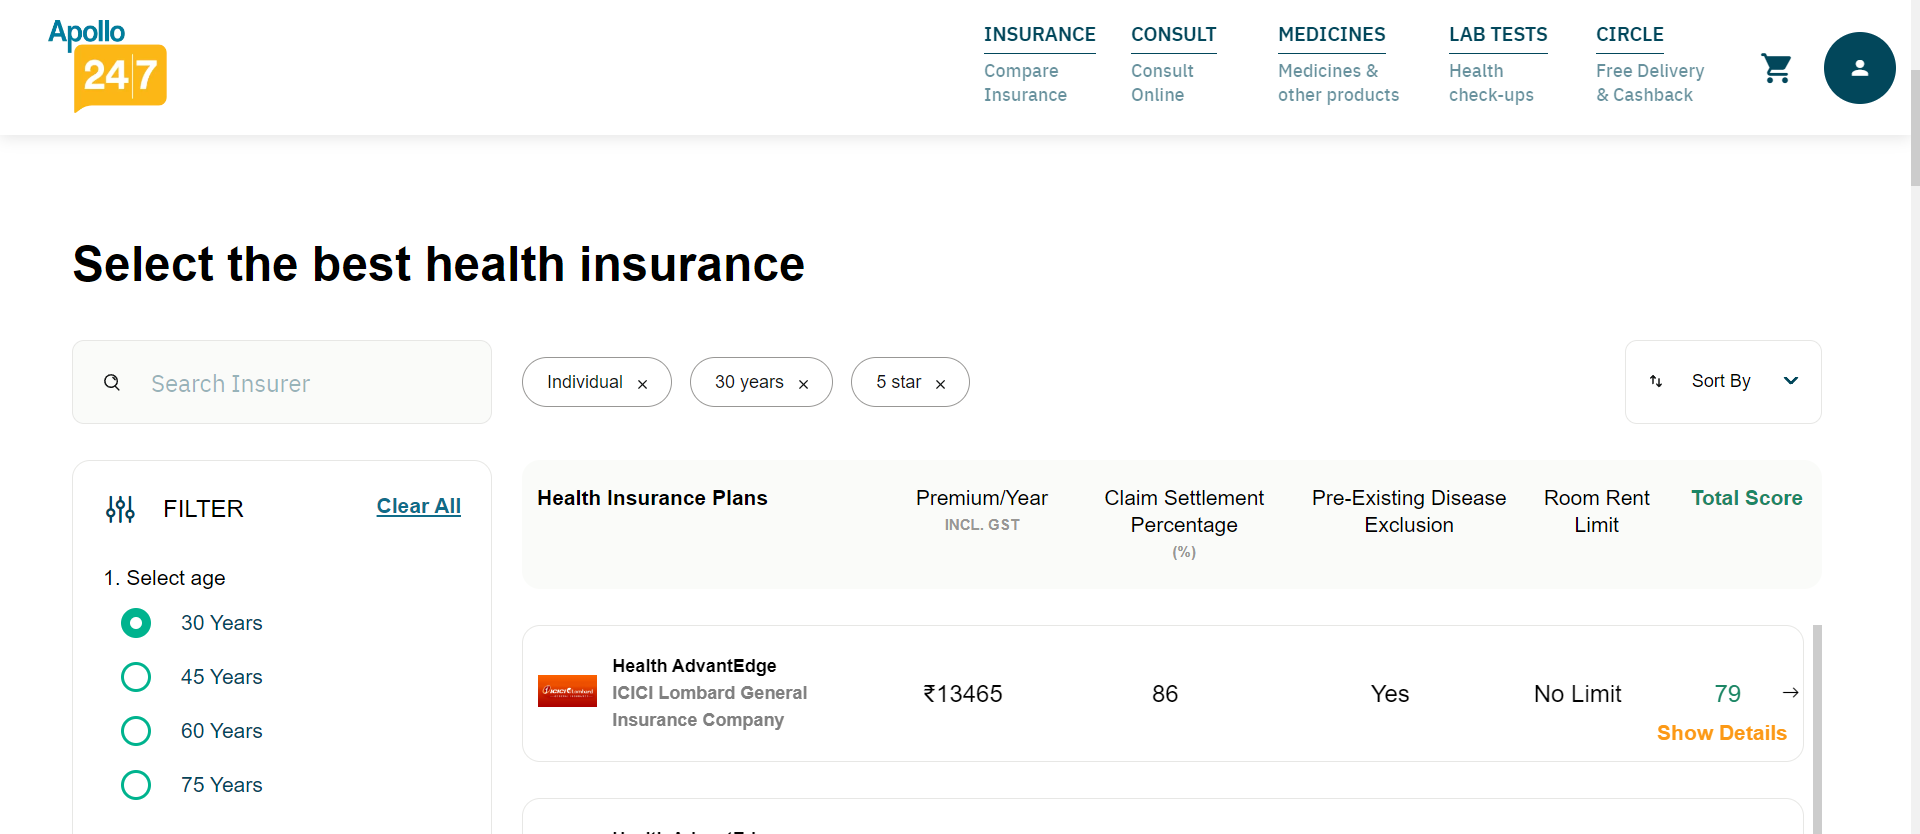 Apollo
24|7
INSURANCE
Compare
Insurance
CONSULT
Consult
Online
MEDICINES
Medicines &
other products
LAB TESTS
Health
check-ups
CIRCLE
Free Delivery
& Cashback
Select the best health insurance
Search Insurer
Individual ×
30 years ×
5 star ×
Sort By
FILTER
Clear All
1. Select age
30 Years
45 Years
60 Years
75 Years
Health Insurance Plans
Premium/Year
INCL. GST
Claim Settlement
Percentage
(%)
Pre-Existing Disease
Exclusion
Room Rent
Limit
Total Score
ICICI Lombard
Health AdvantEdge
ICICI Lombard General
Insurance Company
₹13465
86
Yes
No Limit
79
Show Details